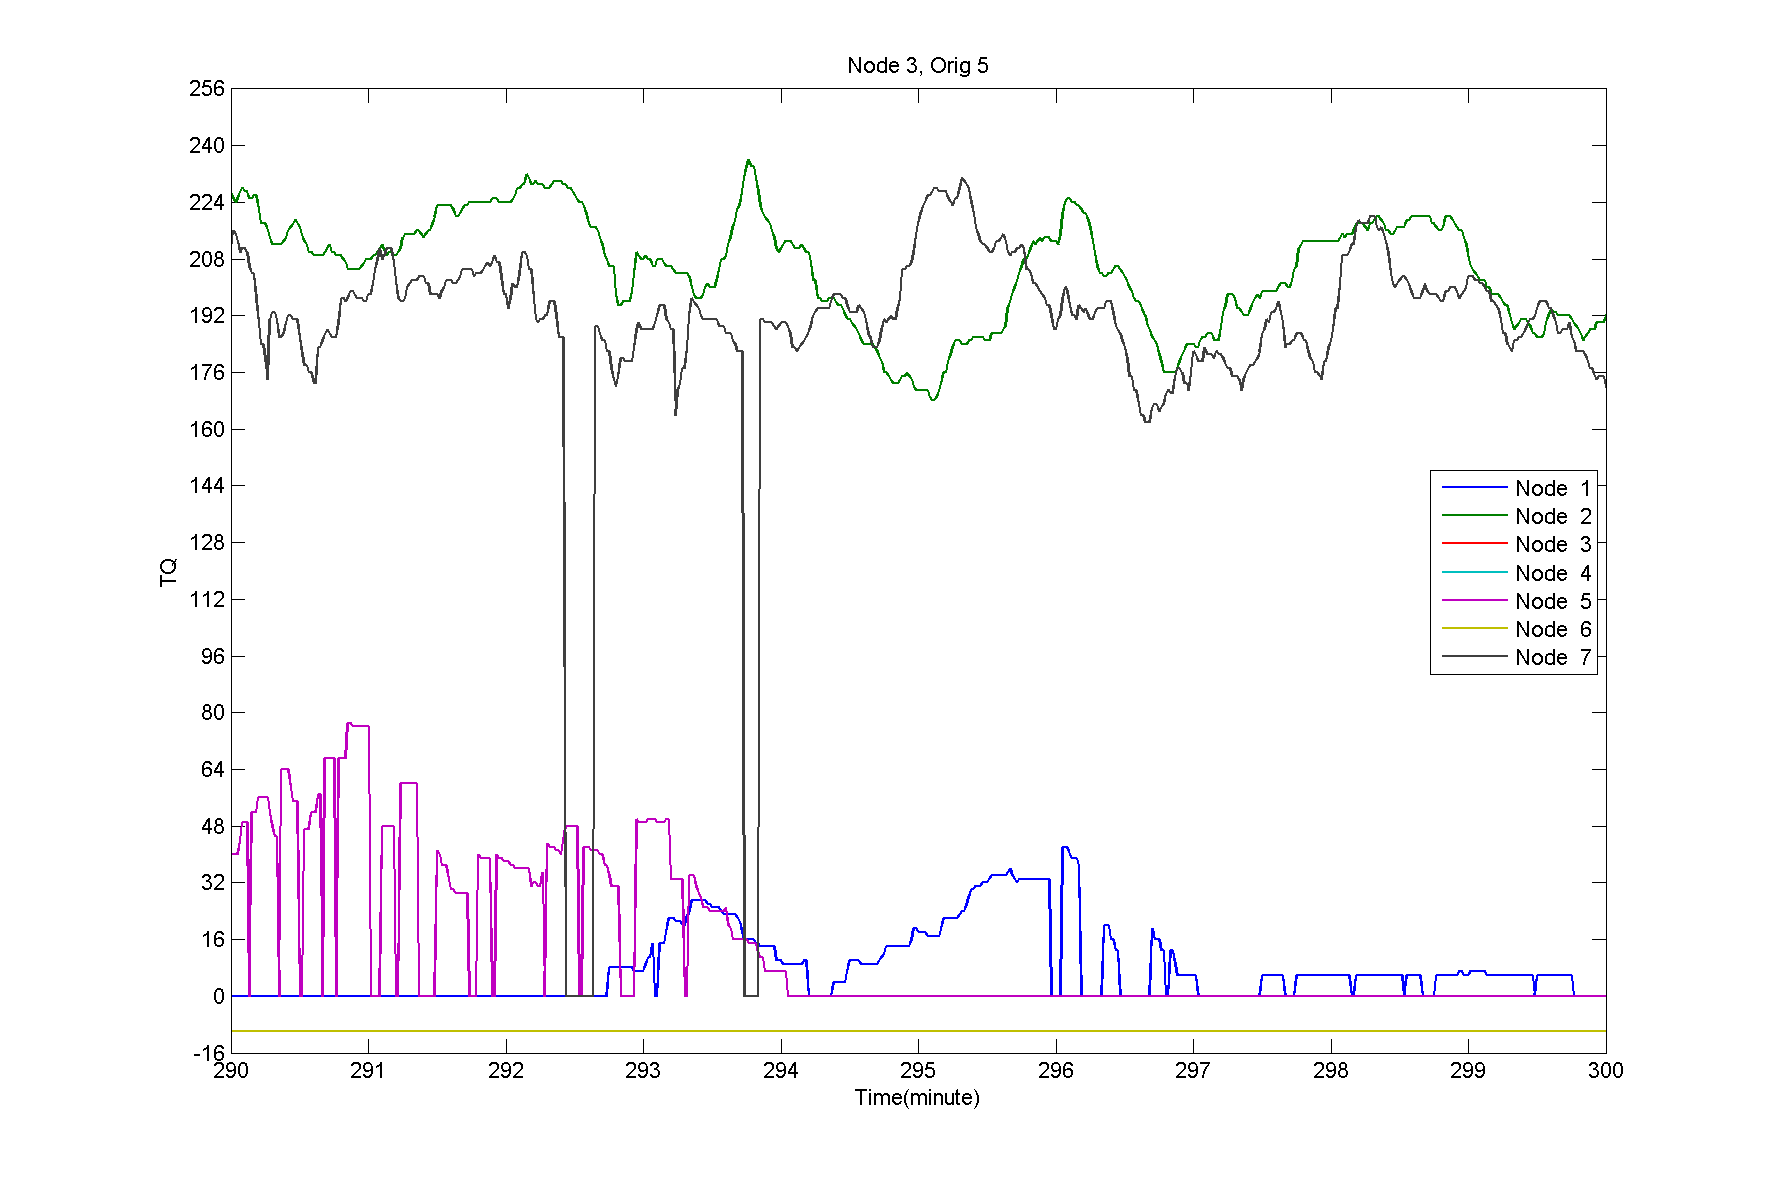 Node 3, Orig 5
256
240
224
208
192
176
160
144
128
112
96
80
64
48
32
16
0
-16
TQ
Node 1
Node 2
Node 3
Node 4
Node 5
Node 6
Node 7
290 291 292 293 294 295 296 297 298 299 300
Time(minute)